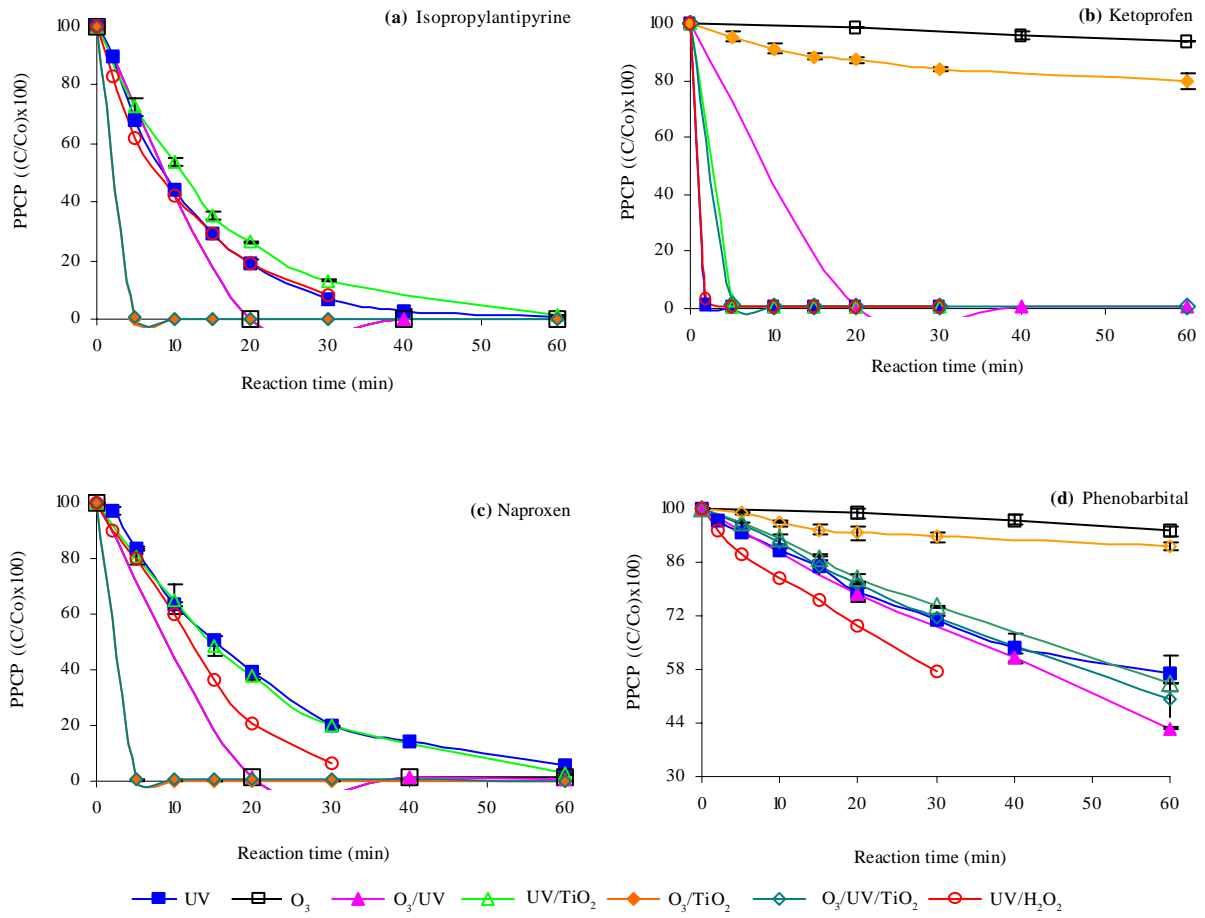 (a) Isopropylantipyrine
PPCP ((C/Co)x100)
100
80
60
40
20
0
0 10 20 30 40 50 60
Reaction time (min)
(b) Ketoprofen
PPCP ((C/Co)x100)
100
80
60
40
20
0
0 10 20 30 40 50 60
Reaction time (min)
(c) Naproxen
PPCP ((C/Co)x100)
100
80
60
40
20
0
0 10 20 30 40 50 60
Reaction time (min)
(d) Phenobarbital
PPCP ((C/Co)x100)
100
86
72
58
44
30
0 10 20 30 40 50 60
Reaction time (min)
UV O₃ O₃/UV UV/TiO₂ O₃/TiO₂ O₃/UV/TiO₂ UV/H₂O₂